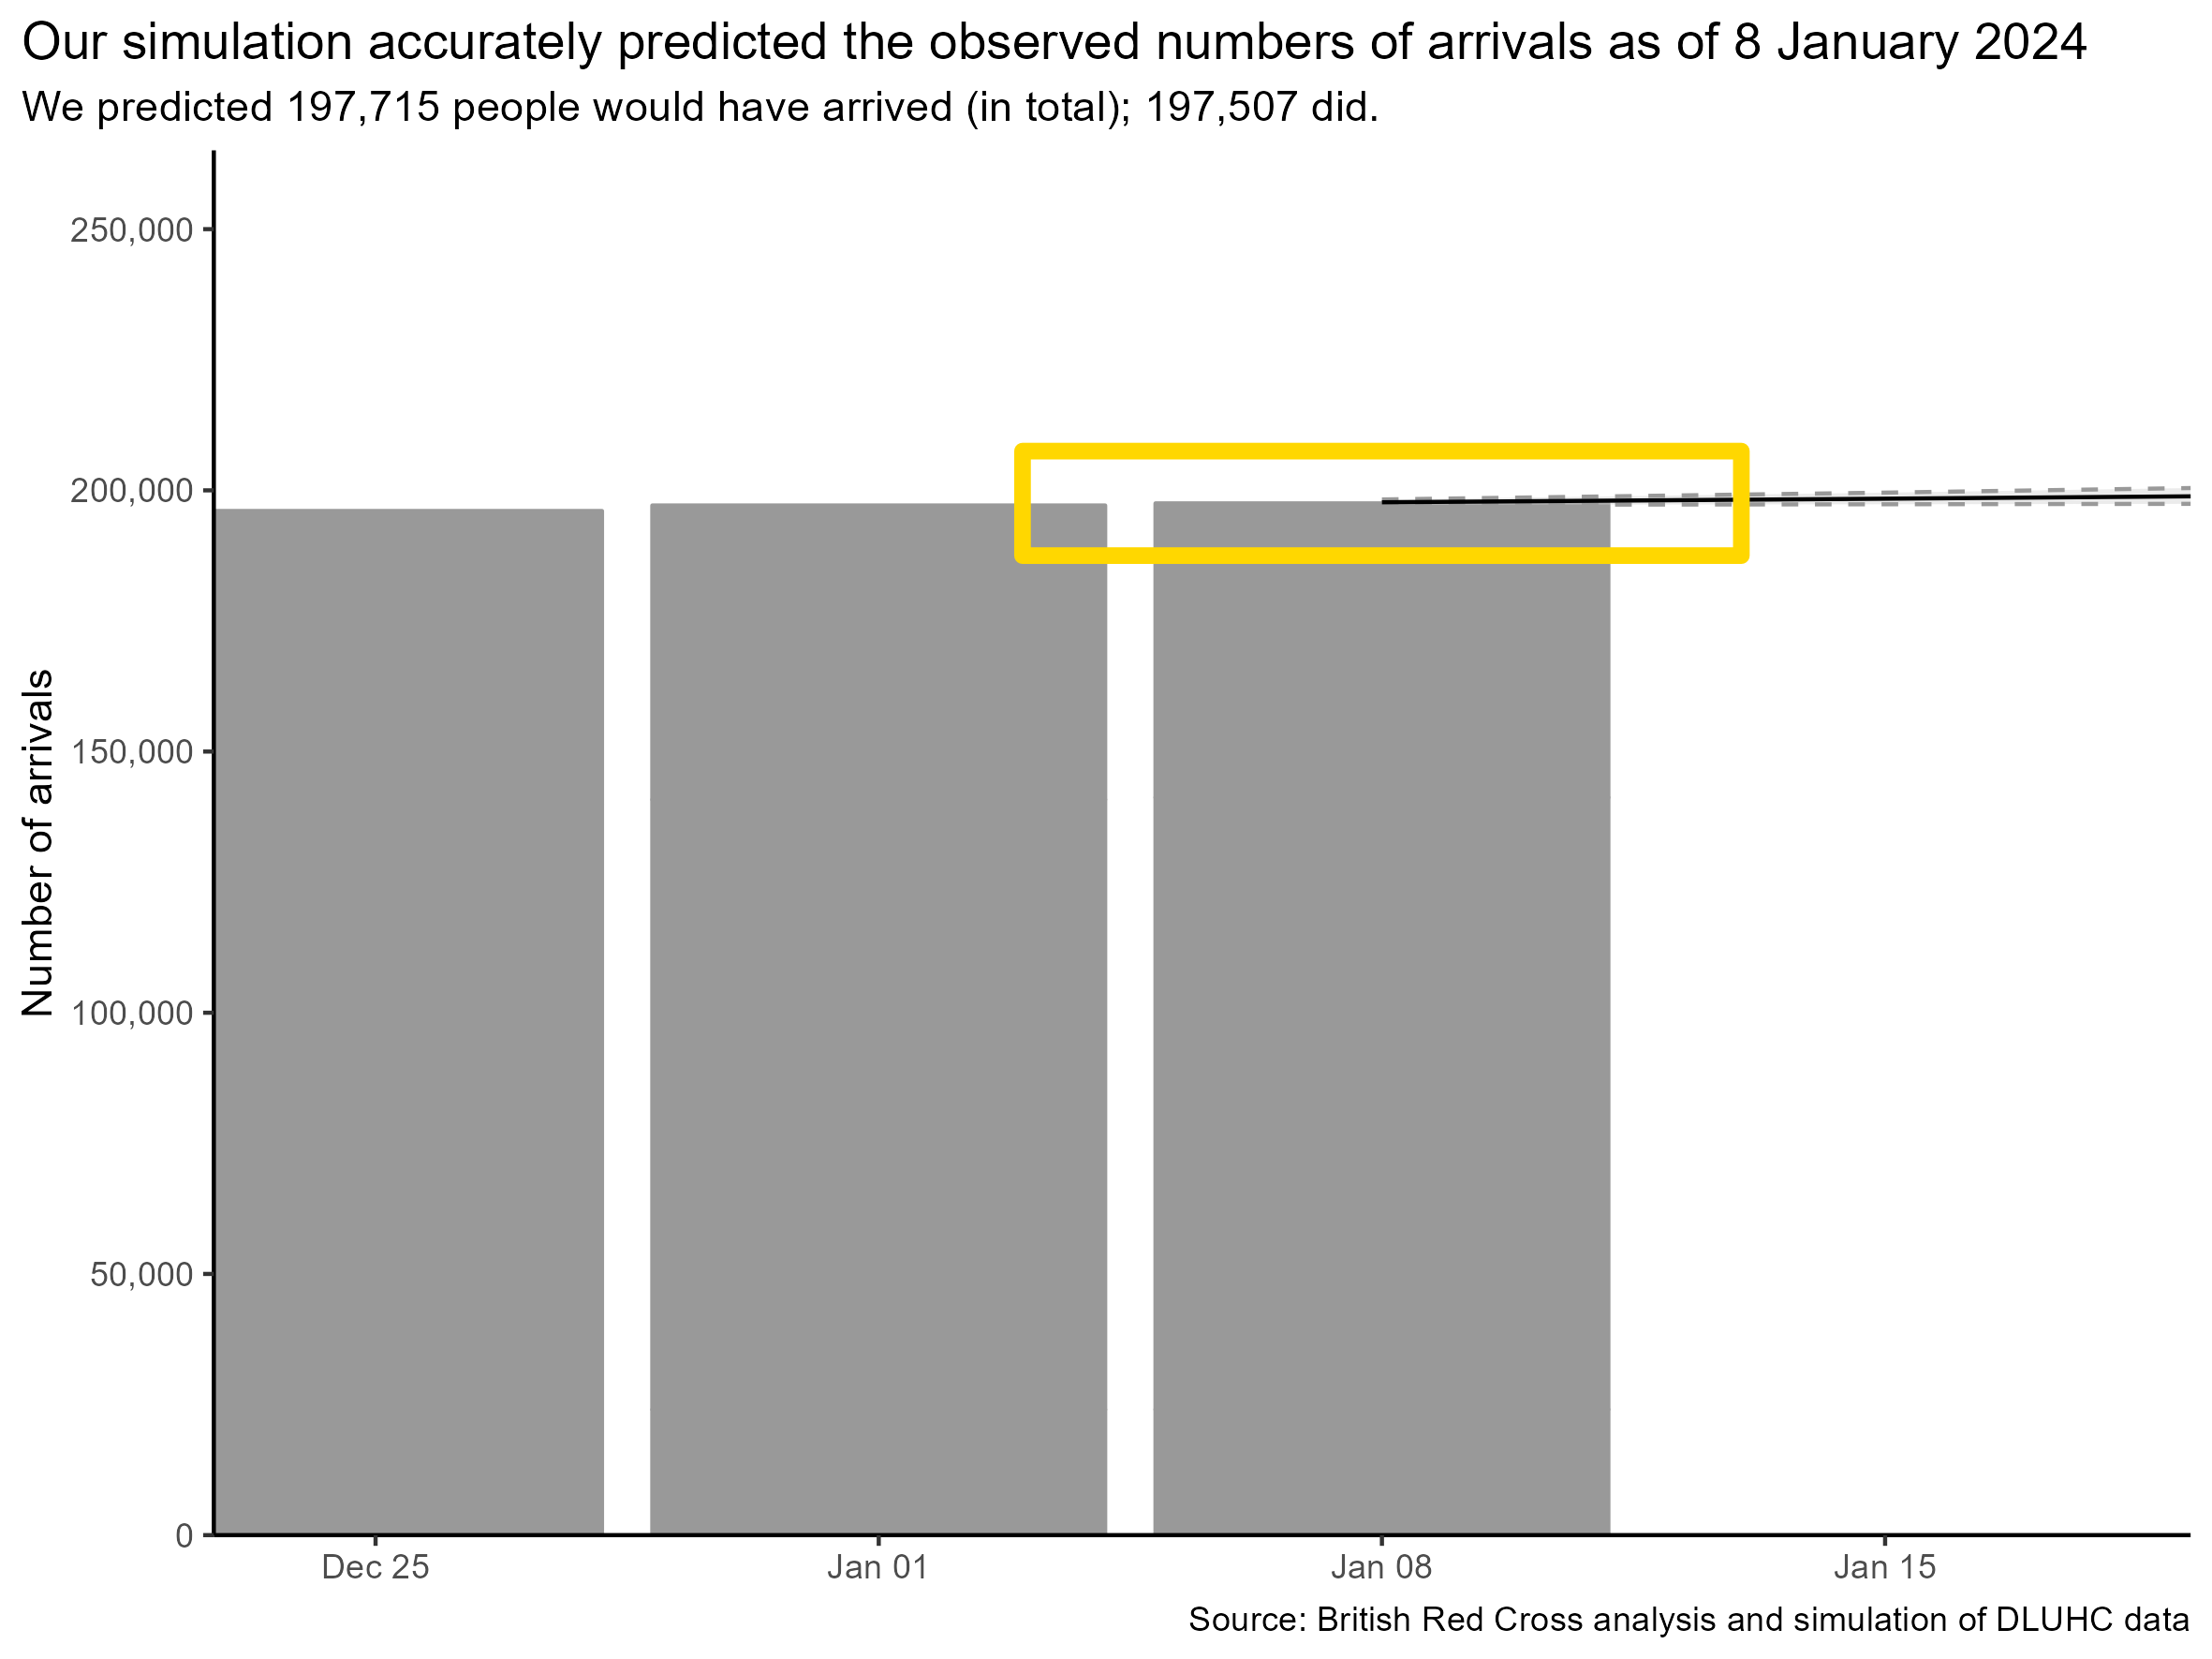 Our simulation accurately predicted the observed numbers of arrivals as of 8 January 2024
We predicted 197,715 people would have arrived (in total); 197,507 did.
Number of arrivals
250,000
200,000
150,000
100,000
50,000
0
Dec 25
Jan 01
Jan 08
Jan 15
Source: British Red Cross analysis and simulation of DLUHC data